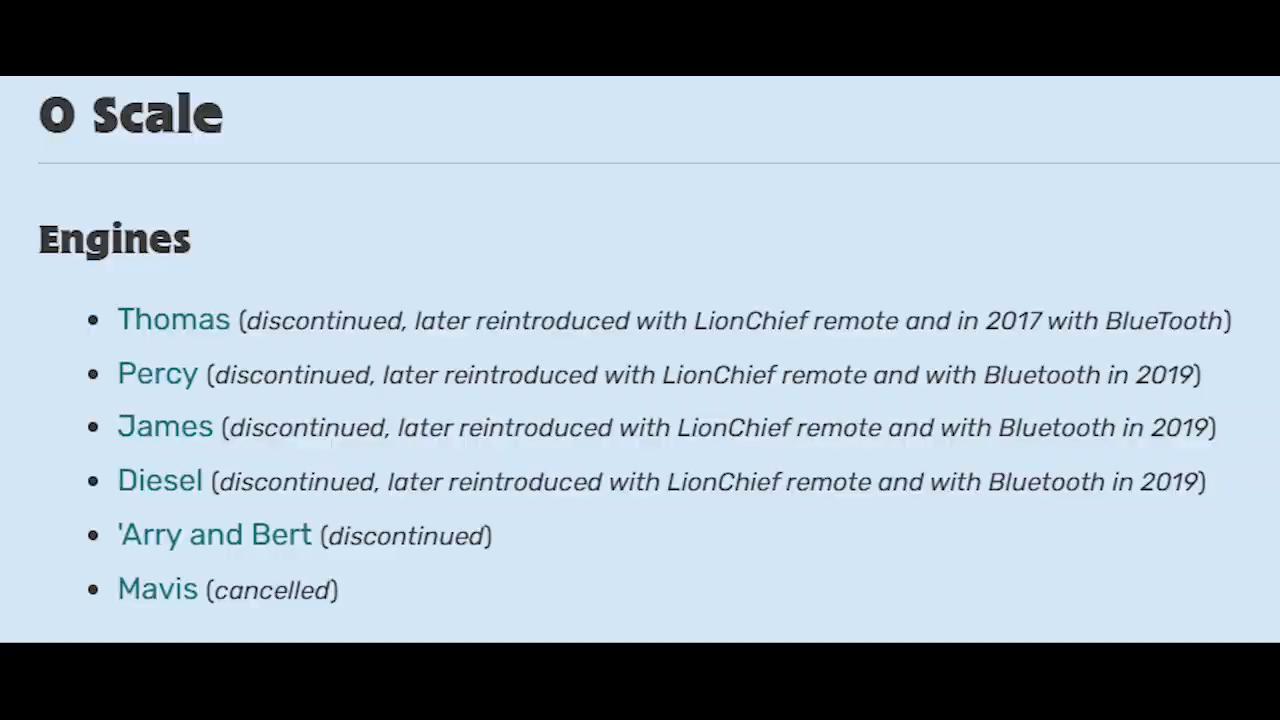 O Scale
Engines
• Thomas (discontinued, later reintroduced with LionChief remote and in 2017 with BlueTooth)
• Percy (discontinued, later reintroduced with LionChief remote and with Bluetooth in 2019)
• James (discontinued, later reintroduced with LionChief remote and with Bluetooth in 2019)
• Diesel (discontinued, later reintroduced with LionChief remote and with Bluetooth in 2019)
• 'Arry and Bert (discontinued)
• Mavis (cancelled)